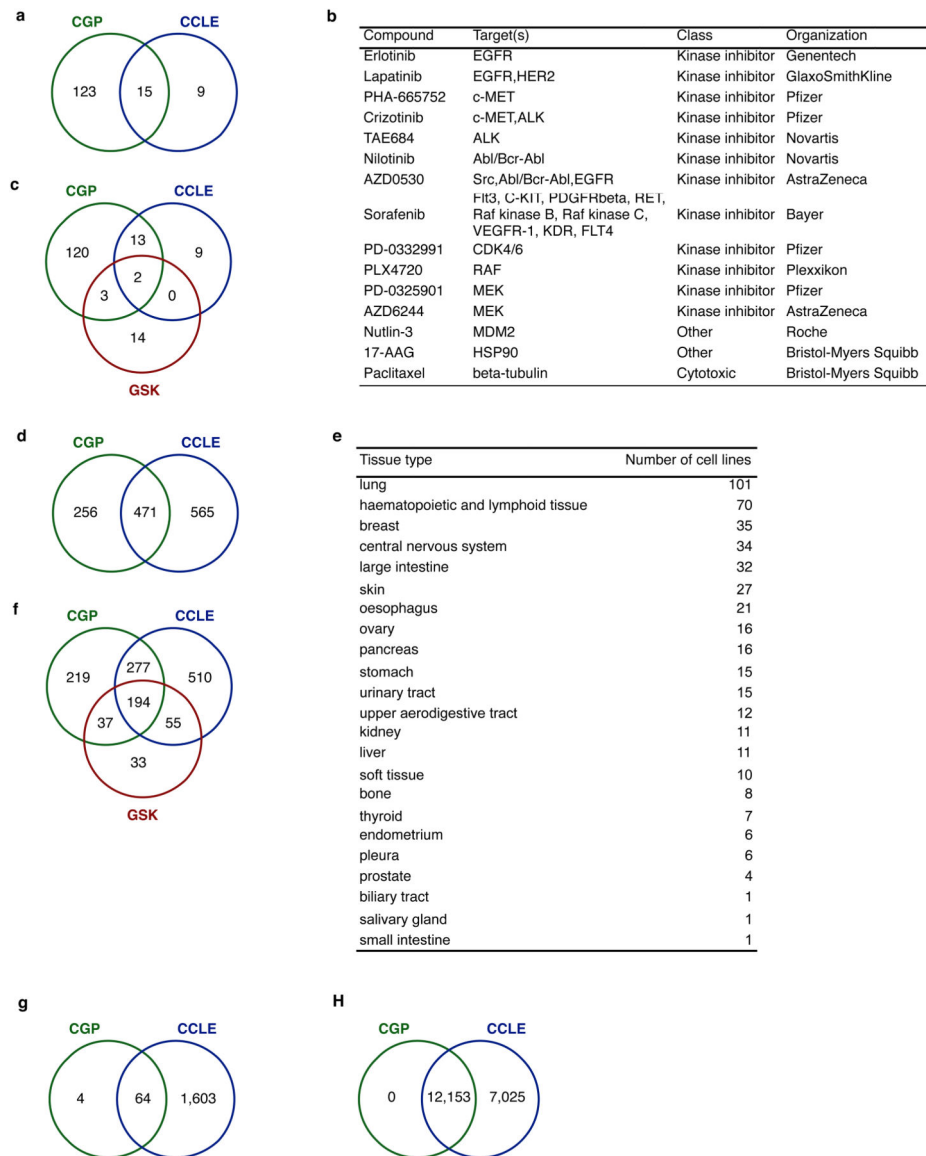 a
CGP CCLE
123 15 9
b
Compound Target(s) Class Organization
Erlotinib EGFR Kinase inhibitor Genentech
Lapatinib EGFR,HER2 Kinase inhibitor GlaxoSmithKline
PHA-665752 c-MET Kinase inhibitor Pfizer
Crizotinib c-MET,ALK Kinase inhibitor Pfizer
TAE684 ALK Kinase inhibitor Novartis
Nilotinib Abl/Bcr-Abl Kinase inhibitor Novartis
AZD0530 Src,Abl/Bcr-Abl,EGFR Kinase inhibitor AstraZeneca
Flt3, C-KIT, PDGFRbeta, RET,
Sorafenib Raf kinase B, Raf kinase C, Kinase inhibitor Bayer
VEGFR-1, KDR, FLT4
PD-0332991 CDK4/6 Kinase inhibitor Pfizer
PLX4720 RAF Kinase inhibitor Plexxikon
PD-0325901 MEK Kinase inhibitor Pfizer
AZD6244 MEK Kinase inhibitor AstraZeneca
Nutlin-3 MDM2 Other Roche
17-AAG HSP90 Other Bristol-Myers Squibb
Paclitaxel beta-tubulin Cytotoxic Bristol-Myers Squibb
c
CGP CCLE
13
120 9
2
3 0
14
GSK
d
CGP CCLE
256 471 565
e
Tissue type Number of cell lines
lung 101
haematopoietic and lymphoid tissue 70
breast 35
central nervous system 34
large intestine 32
skin 27
oesophagus 21
ovary 16
pancreas 16
stomach 15
urinary tract 15
upper aerodigestive tract 12
kidney 11
liver 11
soft tissue 10
bone 8
thyroid 7
endometrium 6
pleura 6
prostate 4
biliary tract 1
salivary gland 1
small intestine 1
f
CGP CCLE
277
219 510
194
37 55
33
GSK
g
CGP CCLE
4 64 1,603
H
CGP CCLE
0 12,153 7,025